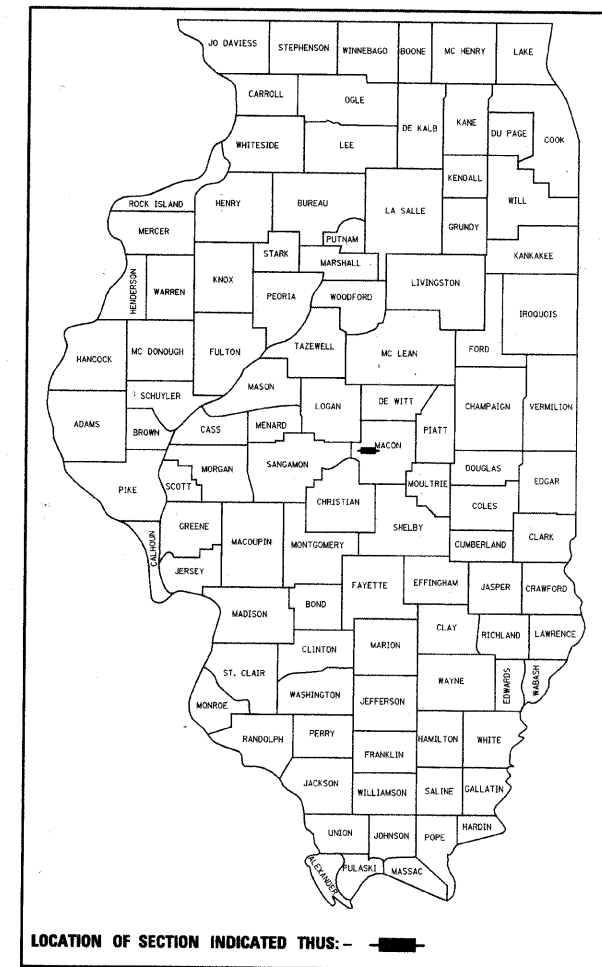 JO DAVIESS STEPHENSON WINNEBAGO BOONE MC HENRY LAKE
CARROLL OGLE DE KALB KANE DU PAGE COOK
WHITESIDE LEE
KENDALL WILL
ROCK ISLAND HENRY BUREAU LA SALLE GRUNDY
MERCER PUTNAM
STARK MARSHALL KANKAKEE
HENDERSON WARREN KNOX PEORIA WOODFORD LIVINGSTON IROQUOIS
HANCOCK MC DONOUGH FULTON TAZEWELL MC LEAN FORD
SCHUYLER MASON LOGAN DE WITT CHAMPAIGN VERMILION
ADAMS BROWN CASS MENARD MACON PIATT
MORGAN SANGAMON DOUGLAS EDGAR
PIKE SCOTT CHRISTIAN MOULTRIE COLES
GREENE MACOUPIN MONTGOMERY SHELBY CUMBERLAND CLARK
CALHOUN JERSEY FAYETTE EFFINGHAM JASPER CRAWFORD
MADISON BOND CLAY RICHLAND LAWRENCE
CLINTON MARION
ST. CLAIR WAYNE EDWARDS WABASH
MONROE WASHINGTON JEFFERSON
RANDOLPH PERRY HAMILTON WHITE
FRANKLIN
JACKSON WILLIAMSON SALINE GALLATIN
UNION JOHNSON POPE HARDIN
ALEXANDER PULASKI MASSAC
LOCATION OF SECTION INDICATED THUS: -